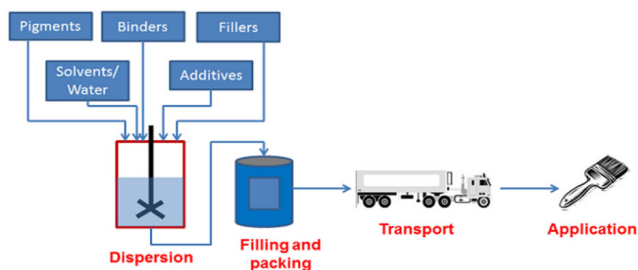 Pigments
Binders
Fillers
Solvents/
Water
Additives
Dispersion
Filling and
packing
Transport
Application